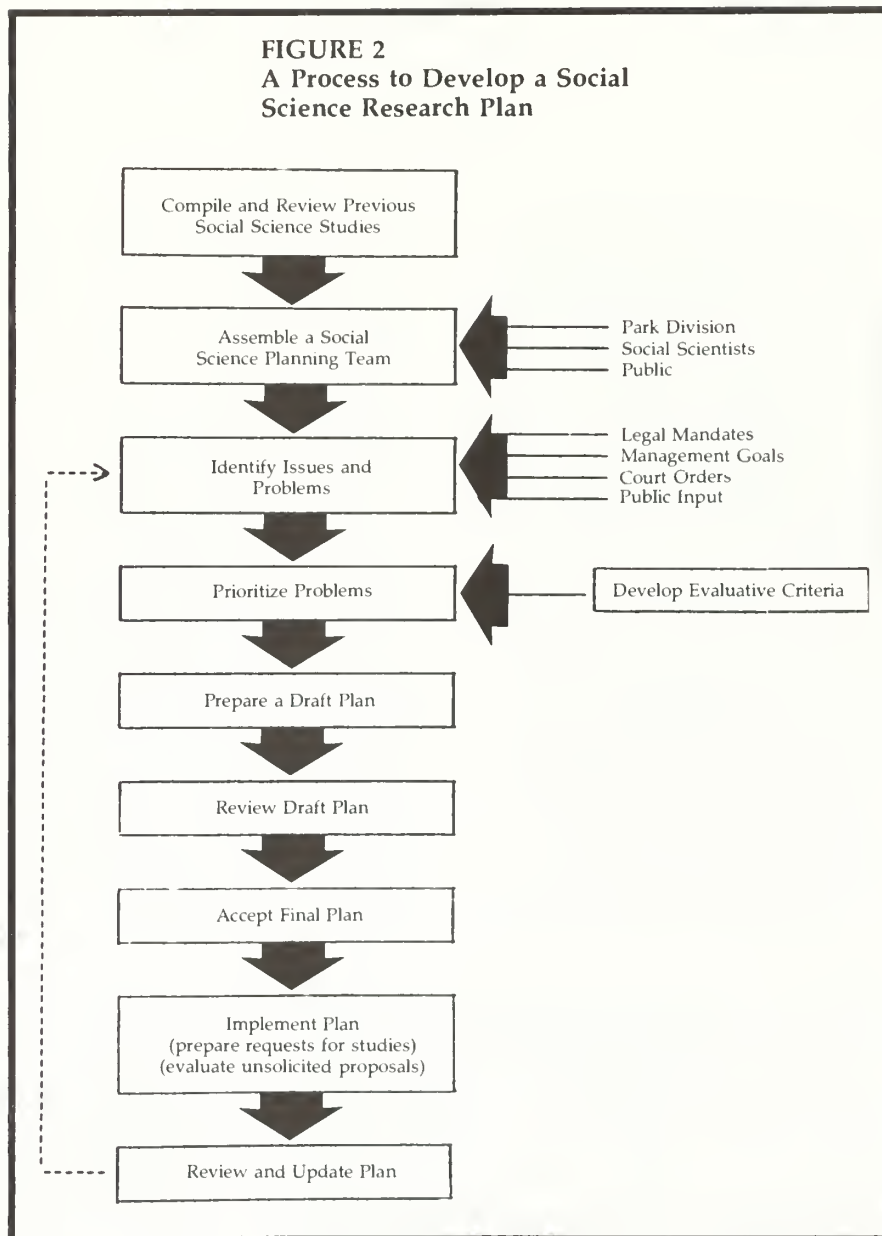 FIGURE 2
A Process to Develop a Social
Science Research Plan
Compile and Review Previous
Social Science Studies
Assemble a Social
Science Planning Team
Park Division
Social Scientists
Public
Identify Issues and
Problems
Legal Mandates
Management Goals
Court Orders
Public Input
Prioritize Problems
Develop Evaluative Criteria
Prepare a Draft Plan
Review Draft Plan
Accept Final Plan
Implement Plan
(prepare requests for studies)
(evaluate unsolicited proposals)
Review and Update Plan